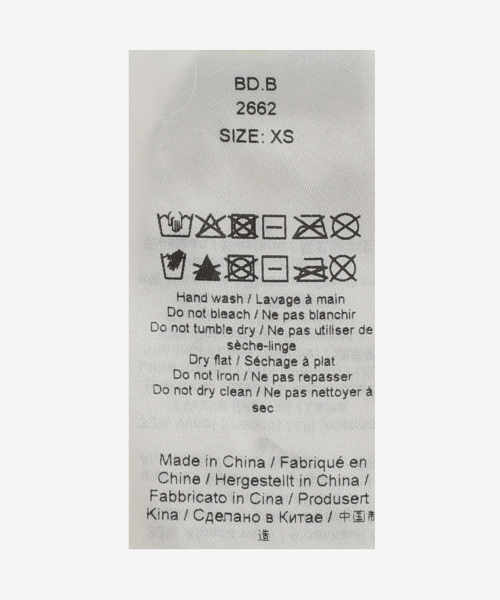 BD.B
2662
SIZE: XS
Hand wash / Lavage à main
Do not bleach / Ne pas blanchir
Do not tumble dry / Ne pas utiliser de
sèche-linge
Dry flat / Séchage à plat
Do not iron / Ne pas repasser
Do not dry clean / Ne pas nettoyer à
sec
Made in China / Fabriqué en
Chine / Hergestellt in China /
Fabbricato in Cina / Produsert
Kina / Сделано в Китае / 中国制
造